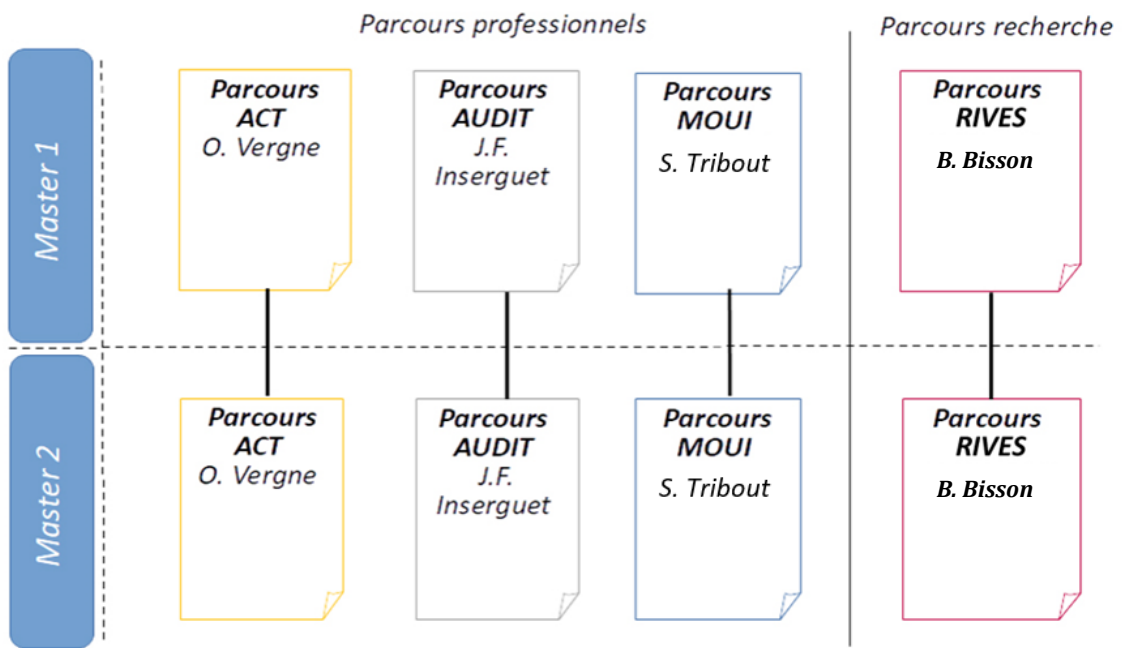 Parcours professionnels
Parcours recherche
Master 1
Parcours
ACT
O. Vergne
Parcours
AUDIT
J.F.
Inserguet
Parcours
MOUI
S. Tribout
Parcours
RIVES
B. Bisson
Master 2
Parcours
ACT
O. Vergne
Parcours
AUDIT
J.F.
Inserguet
Parcours
MOUI
S. Tribout
Parcours
RIVES
B. Bisson